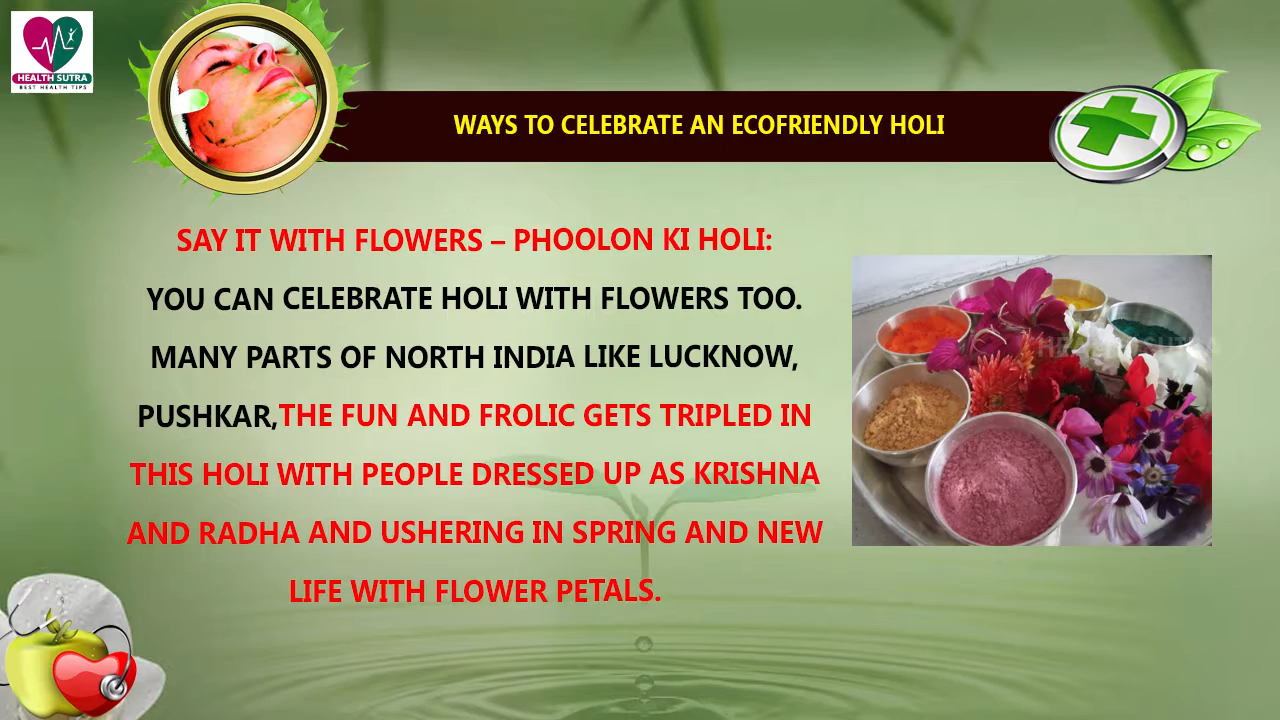 HEALTH SUTRA
BEST HEALTH TIPS
WAYS TO CELEBRATE AN ECOFRIENDLY HOLI
SAY IT WITH FLOWERS – PHOOLON KI HOLI:
YOU CAN CELEBRATE HOLI WITH FLOWERS TOO.
MANY PARTS OF NORTH INDIA LIKE LUCKNOW,
PUSHKAR,THE FUN AND FROLIC GETS TRIPLED IN
THIS HOLI WITH PEOPLE DRESSED UP AS KRISHNA
AND RADHA AND USHERING IN SPRING AND NEW
LIFE WITH FLOWER PETALS.
HEALTH SUTRA